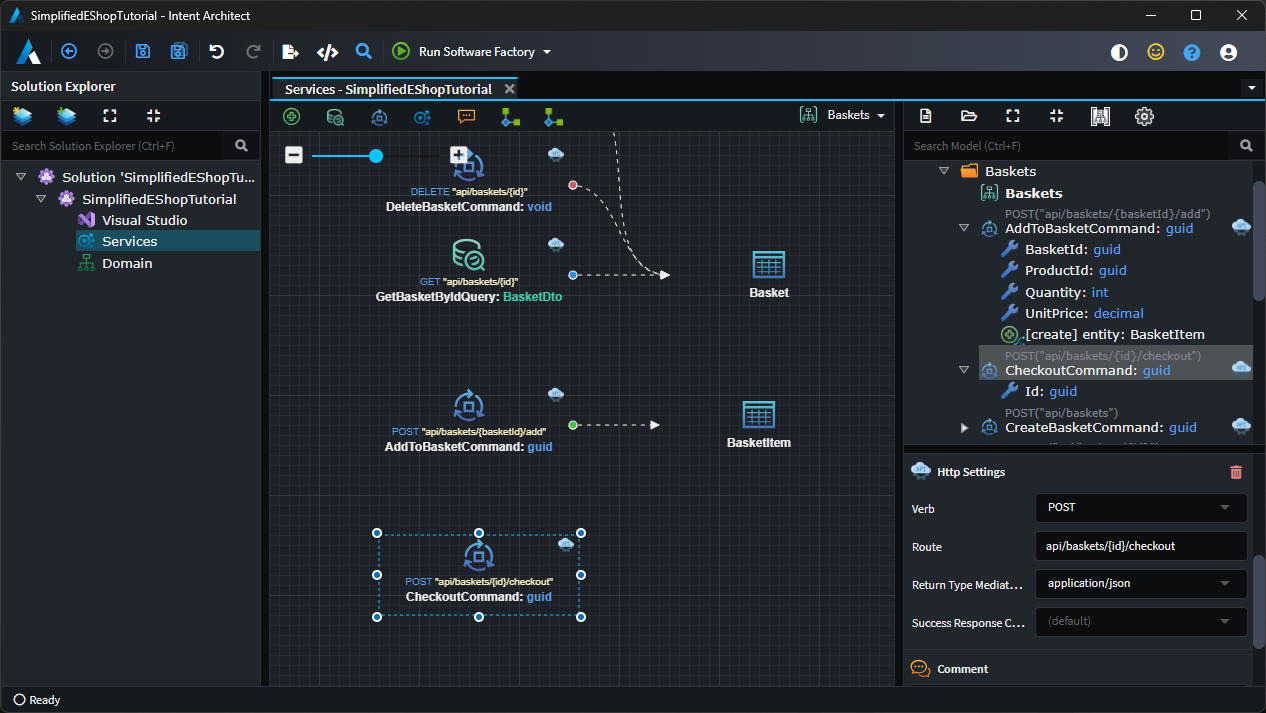 SimplifiedEShopTutorial - Intent Architect
Run Software Factory
Solution Explorer
Search Solution Explorer (Ctrl+F)
Solution 'SimplifiedEShopTu...
SimplifiedEShopTutorial
Visual Studio
Services
Domain
Services - SimplifiedEShopTutorial
Baskets
DELETE "api/baskets/{id}"
DeleteBasketCommand: void
GET "api/baskets/{id}"
GetBasketByIdQuery: BasketDto
Basket
POST "api/baskets/{basketId}/add"
AddToBasketCommand: guid
BasketItem
POST "api/baskets/{id}/checkout"
CheckoutCommand: guid
Search Model (Ctrl+F)
Baskets
Baskets
POST("api/baskets/{basketId}/add")
AddToBasketCommand: guid
BasketId: guid
ProductId: guid
Quantity: int
UnitPrice: decimal
[create] entity: BasketItem
POST("api/baskets/{id}/checkout")
CheckoutCommand: guid
Id: guid
POST("api/baskets")
CreateBasketCommand: guid
Http Settings
Verb
POST
Route
api/baskets/{id}/checkout
Return Type Mediat...
application/json
Success Response C...
(default)
Comment
Ready